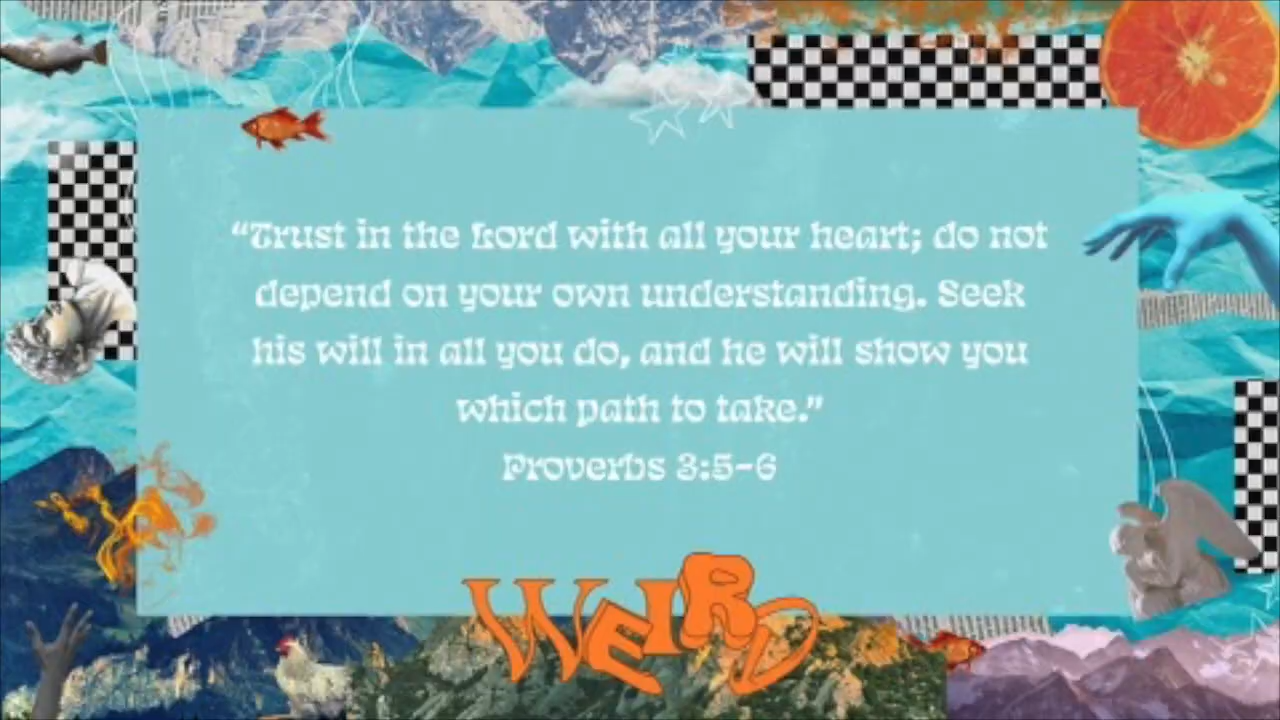 “Trust in the Lord with all your heart; do not
depend on your own understanding. Seek
his will in all you do, and he will show you
which path to take.”
Proverbs 3:5-6
WEIRD